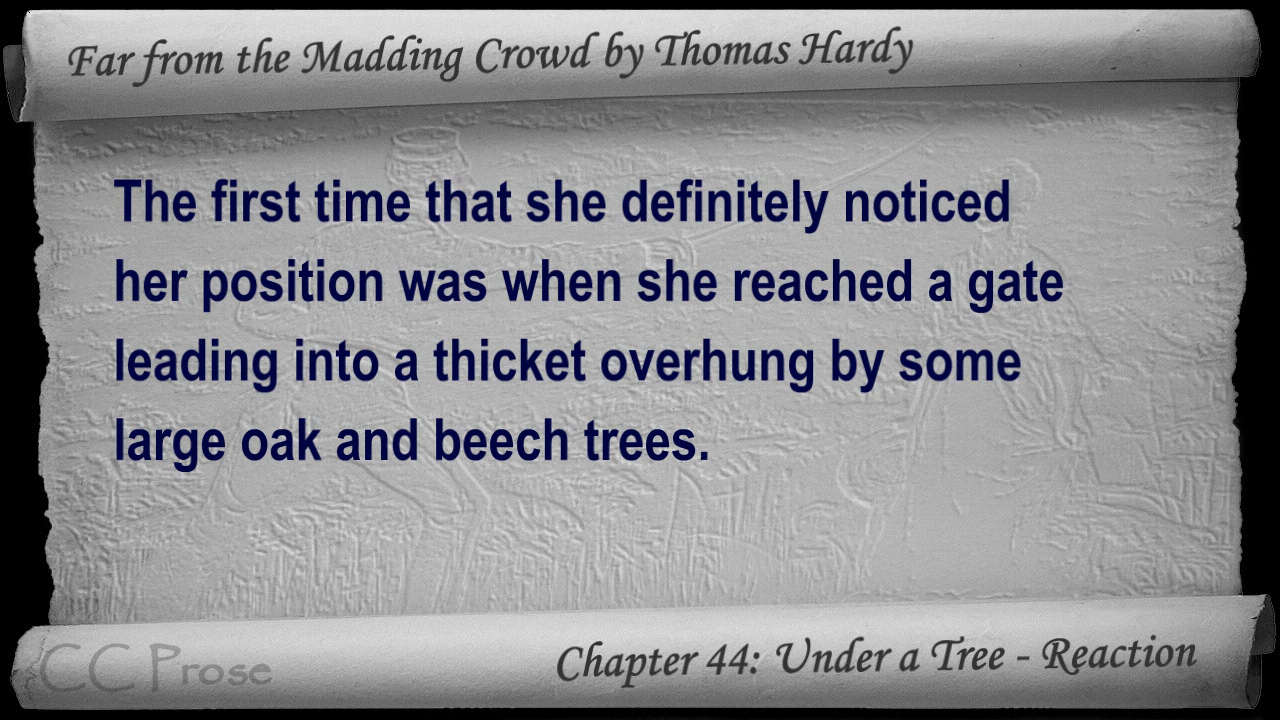 Far from the Madding Crowd by Thomas Hardy
The first time that she definitely noticed
her position was when she reached a gate
leading into a thicket overhung by some
large oak and beech trees.
CC Prose
Chapter 44: Under a Tree - Reaction